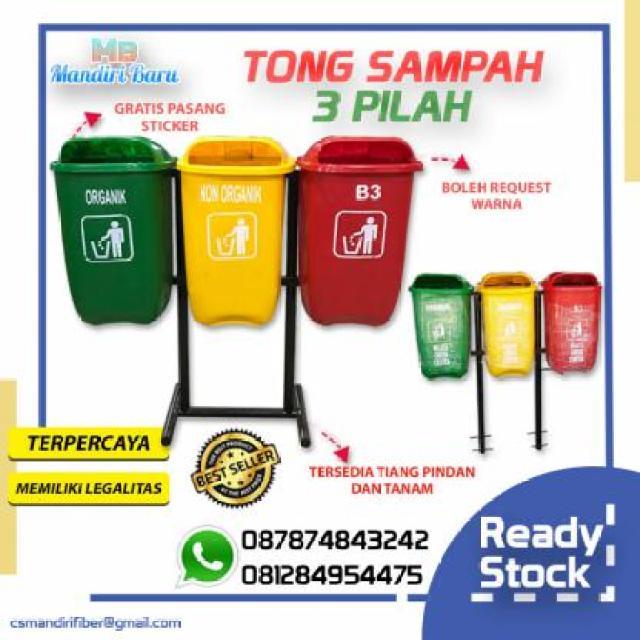 MB
Mandiri Baru
TONG SAMPAH
3 PILAH
GRATIS PASANG
STICKER
ORGANIK
NON ORGANIK
B3
BOLEH REQUEST
WARNA
TERPERCAYA
MEMILIKI LEGALITAS
BEST SELLER
TERSEDIA TIANG PINDAN
DAN TANAM
087874843242
081284954475
Ready
Stock
csmandirifiber@gmail.com